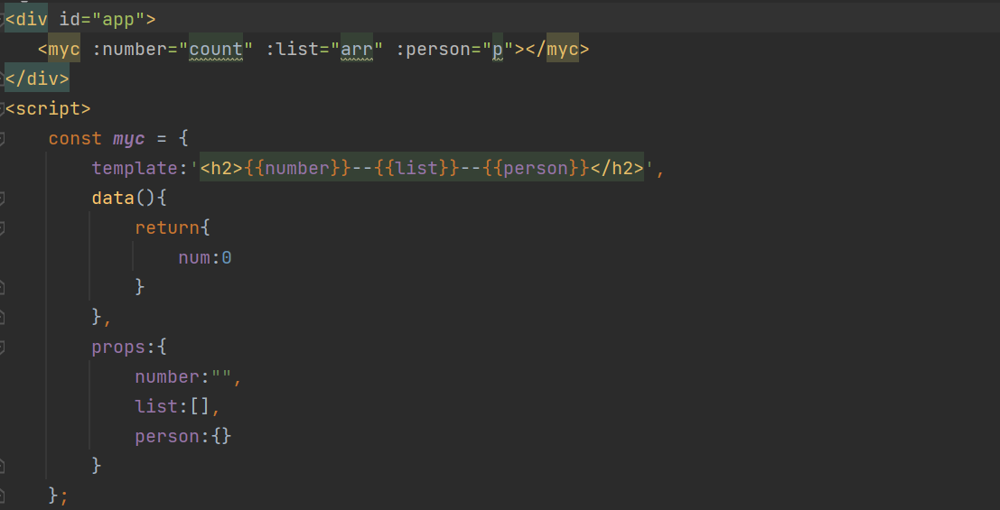 <div id="app">
<myc :number="count" :list="arr" :person="p"></myc>
</div>
<script>
const myc = {
template:'<h2>{{number}}--{{list}}--{{person}}</h2>',
data(){
return{
num:0
}
},
props:{
number:"",
list:[],
person:{}
}
};